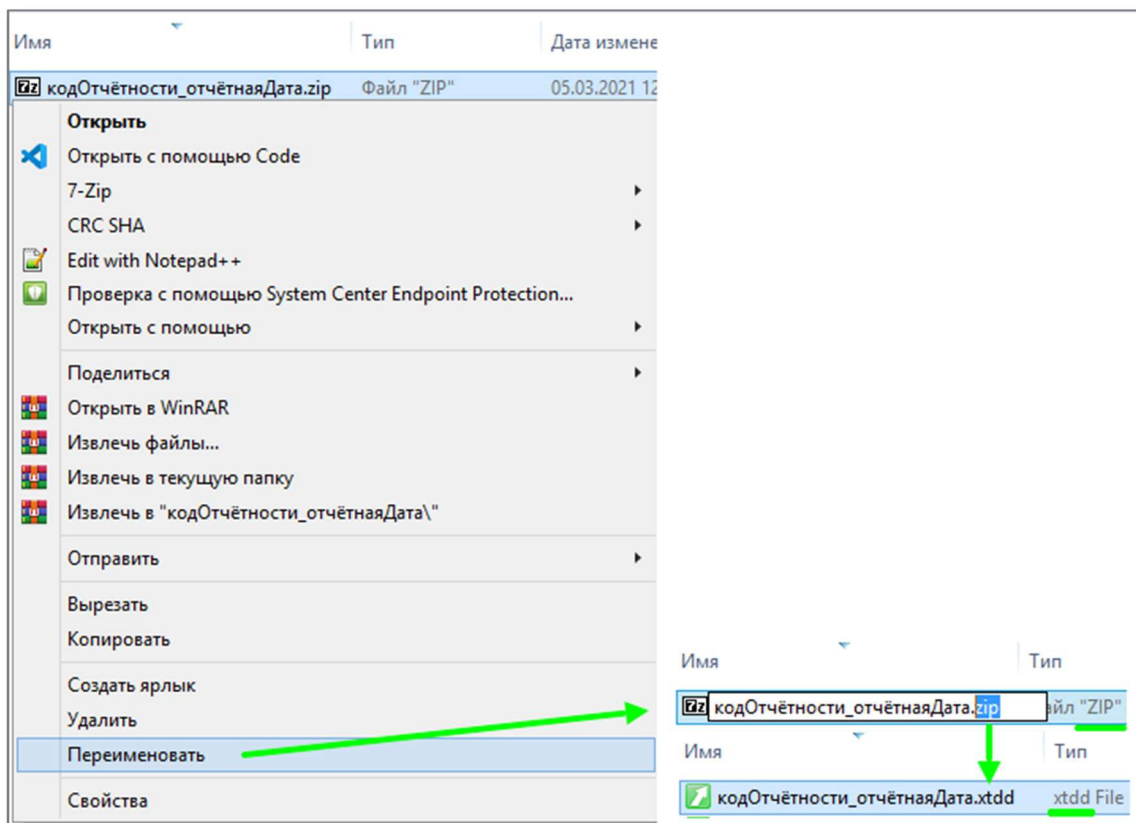 Имя Тип Дата измене
кодОтчётности_отчётнаяДата.zip Файл "ZIP" 05.03.2021 12
Открыть
Открыть с помощью Code
7-Zip
CRC SHA
Edit with Notepad++
Проверка с помощью System Center Endpoint Protection...
Открыть с помощью
Поделиться
Открыть в WinRAR
Извлечь файлы...
Извлечь в текущую папку
Извлечь в "кодОтчётности_отчётнаяДата\"
Отправить
Вырезать
Копировать
Создать ярлык
Удалить
Переименовать
Свойства
Имя Тип
кодОтчётности_отчётнаяДата.zip айл "ZIP"
Имя Тип
кодОтчётности_отчётнаяДата.xtdd xtdd File